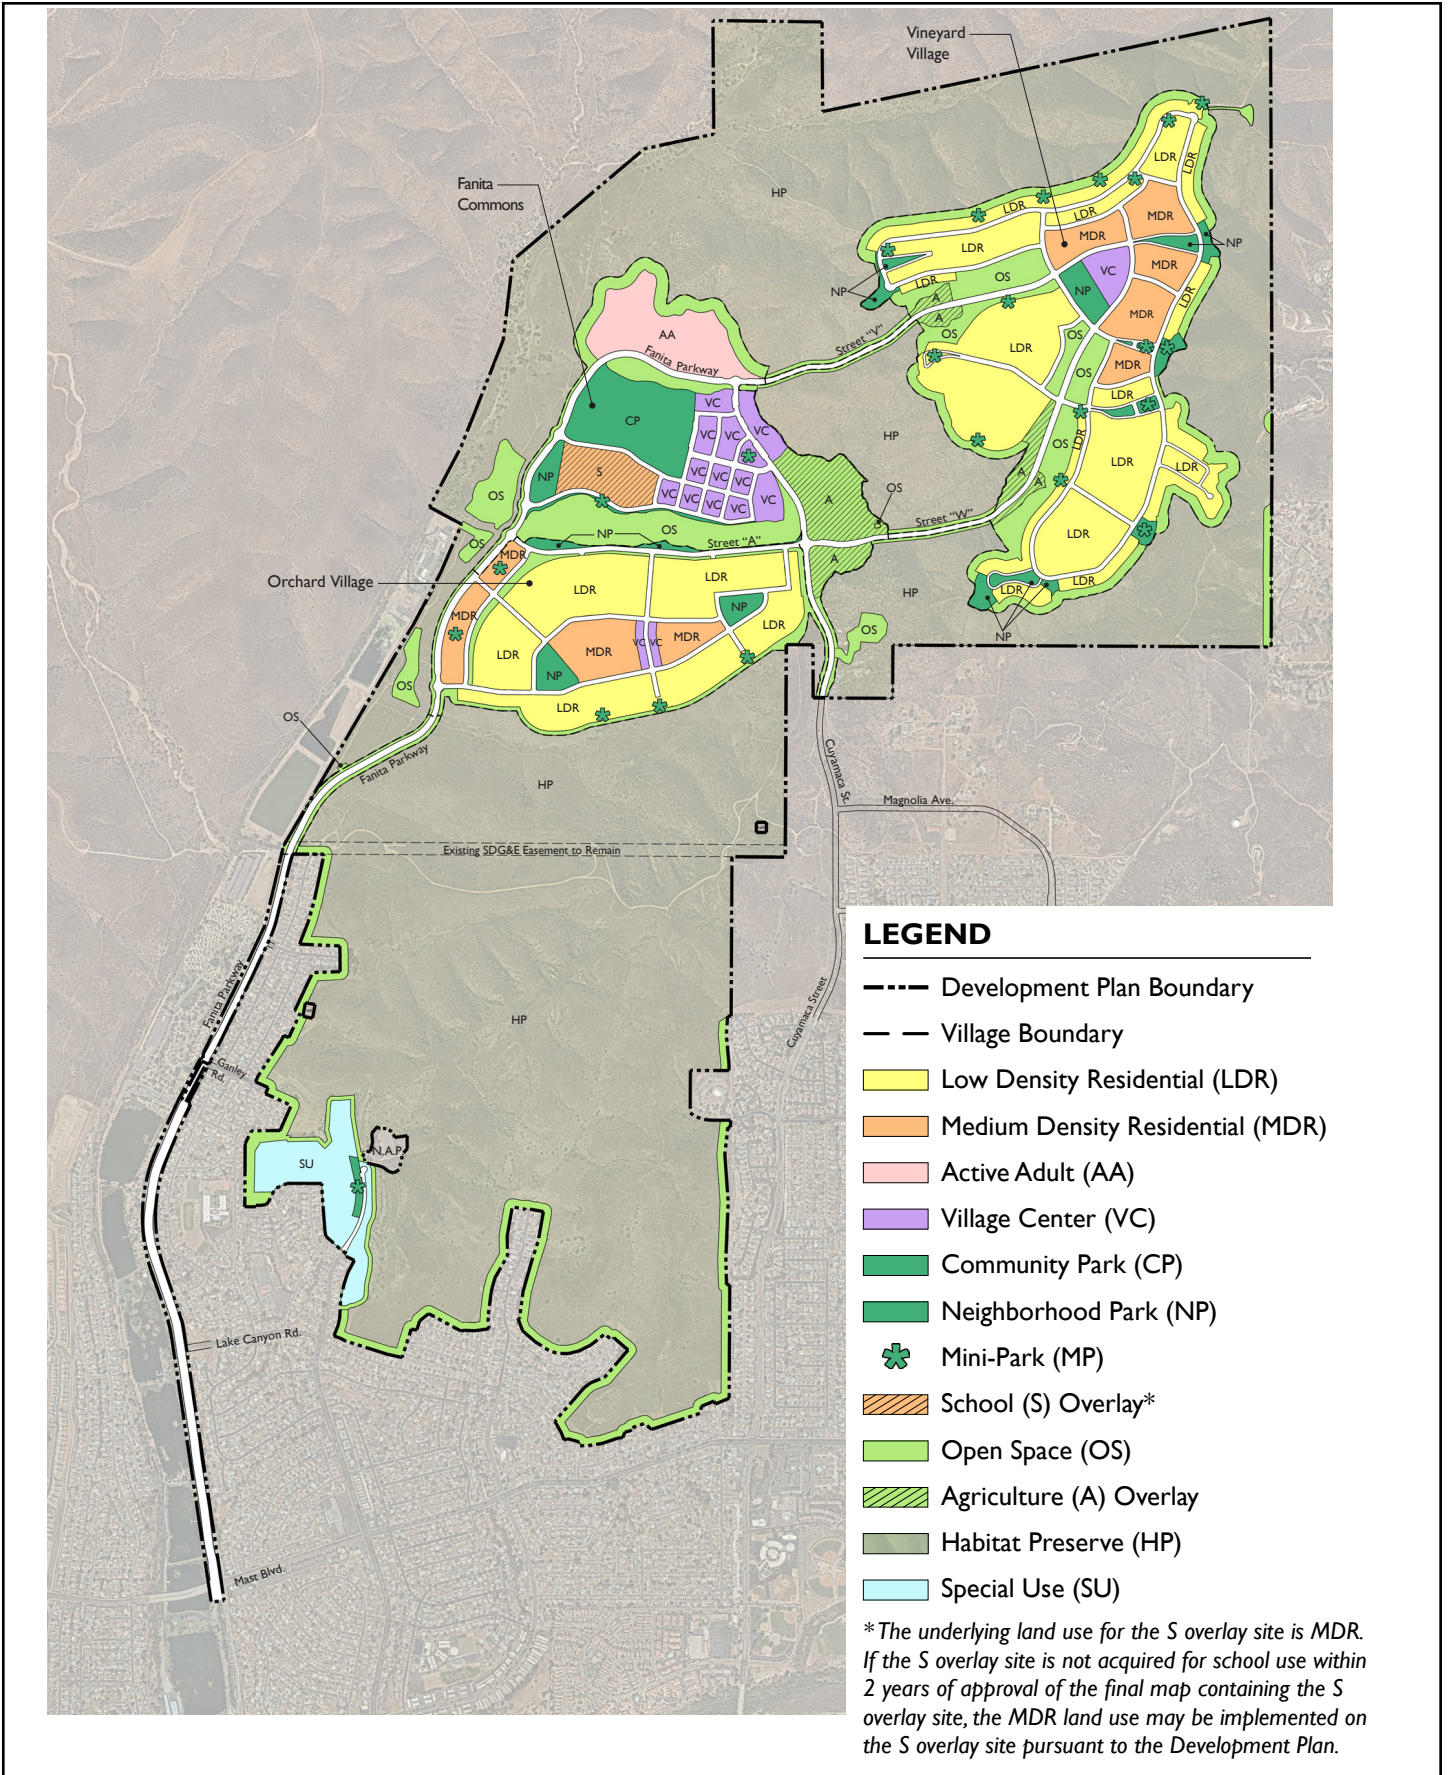 Vineyard
Village
LDR
LDR
Fanita
Commons
HP
LDR
LDR
MDR
MDR
NP
LDR
OS
VC
MDR
LDR
NP
LDR
NP
A
A
MDR
OS
OS
LDR
AA
Street "V"
Fanita Parkway
MDR
OS
LDR
VC
CP
VC
VC
VC
HP
OS
LDR
LDR
LDR
S
NP
VC
VC
VC
VC
VC
VC
VC
VC
A
OS
A
A
OS
Street "W"
OS
NP
OS
Street "A"
LDR
OS
MDR
A
Orchard Village
LDR
LDR
HP
LDR
LDR
NP
MDR
LDR
OS
NP
VC
VC
MDR
MDR
LDR
NP
OS
LDR
OS
Fanita Parkway
Cuyamaca St.
HP
Magnolia Ave.
Existing SDG&E Easement to Remain
Fanita Parkway
Cuyamaca Street
HP
Ganley
Rd.
N.A.P
SU
Lake Canyon Rd.
Mast Blvd.
LEGEND
Development Plan Boundary
Village Boundary
Low Density Residential (LDR)
Medium Density Residential (MDR)
Active Adult (AA)
Village Center (VC)
Community Park (CP)
Neighborhood Park (NP)
Mini-Park (MP)
School (S) Overlay*
Open Space (OS)
Agriculture (A) Overlay
Habitat Preserve (HP)
Special Use (SU)
* The underlying land use for the S overlay site is MDR.
If the S overlay site is not acquired for school use within
2 years of approval of the final map containing the S
overlay site, the MDR land use may be implemented on
the S overlay site pursuant to the Development Plan.